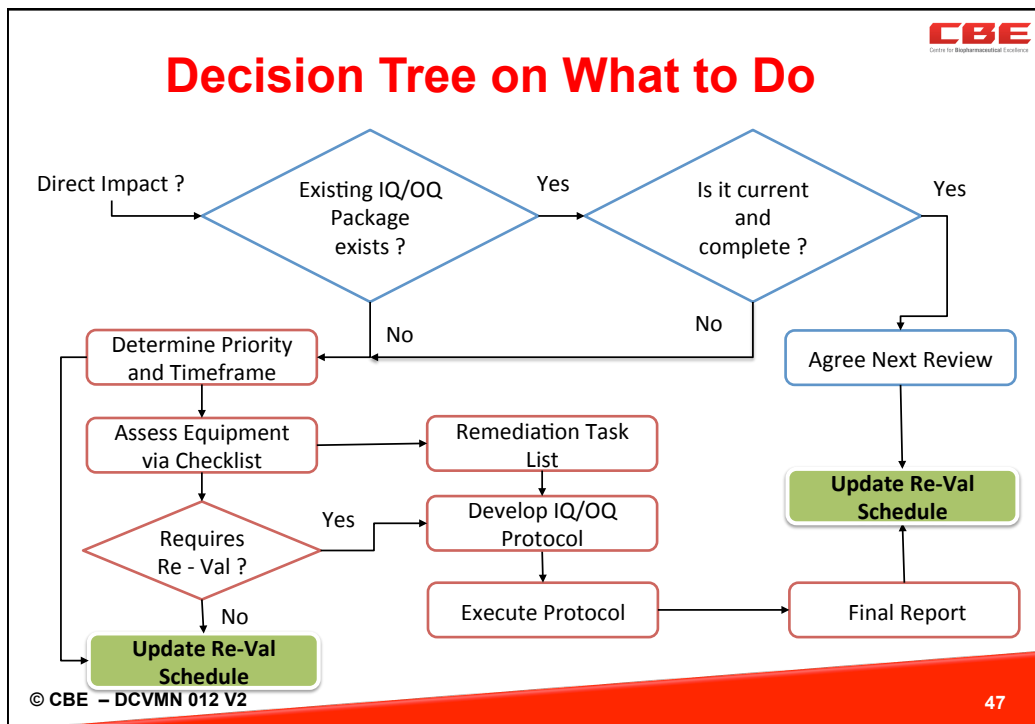 CBE
Centre for Biopharmaceutical Excellence
Decision Tree on What to Do
Direct Impact ?
Existing IQ/OQ
Package
exists ?
Yes
Is it current
and
complete ?
Yes
No
No
Determine Priority
and Timeframe
Agree Next Review
Assess Equipment
via Checklist
Remediation Task
List
Update Re-Val
Schedule
Requires
Re - Val ?
Yes
Develop IQ/OQ
Protocol
Execute Protocol
Final Report
No
Update Re-Val
Schedule
© CBE – DCVMN 012 V2
47